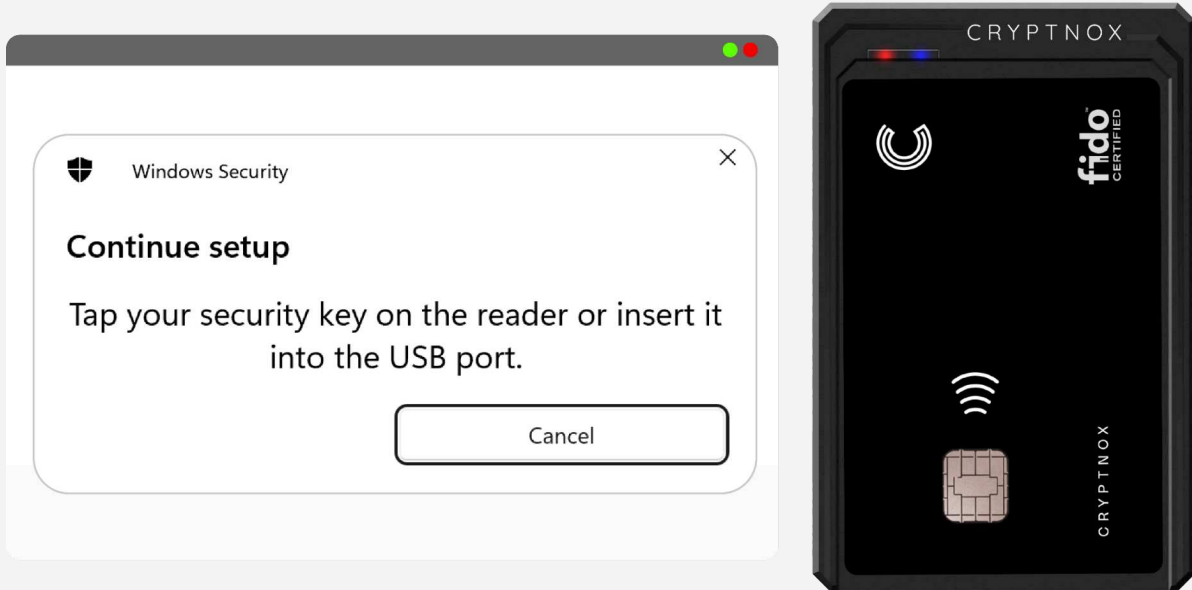 Windows Security
Continue setup
Tap your security key on the reader or insert it
into the USB port.
Cancel
CRYPTNOX
fido™
CERTIFIED
CRYPTNOX